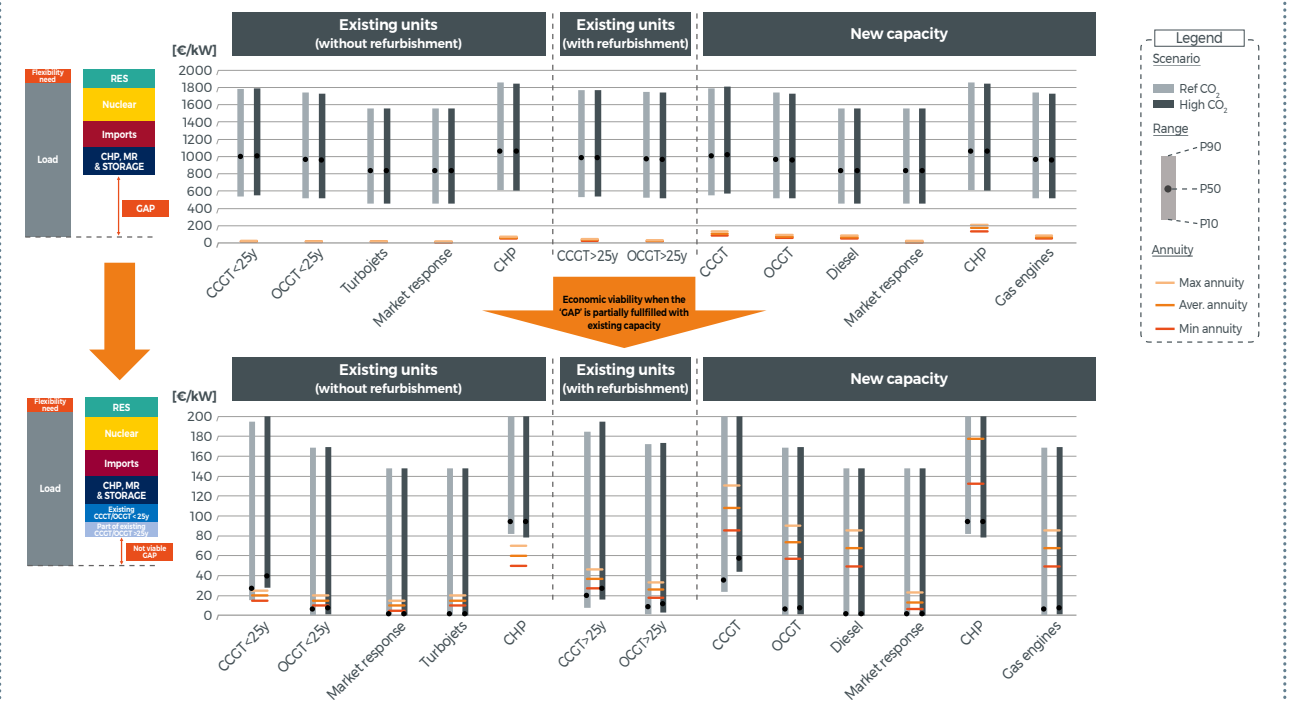 Existing units
(without refurbishment)
Existing units
(with refurbishment)
New capacity
[€/kW]
2000
1800
1600
1400
1200
1000
800
600
400
200
0
Flexibility
need
Load
RES
Nuclear
Imports
CHP, MR
& STORAGE
GAP
CCGT<25y
OCGT<25y
Turbojets
Market response
CHP
CCGT>25y
OCGT>25y
CCGT
OCGT
Diesel
Market response
CHP
Gas engines
Legend
Scenario
Ref CO2
High CO2
Range
P90
P50
P10
Annuity
Max annuity
Aver. annuity
Min annuity
Economic viability when the
'GAP' is partially fullfilled with
existing capacity
Existing units
(without refurbishment)
Existing units
(with refurbishment)
New capacity
[€/kW]
200
180
160
140
120
100
80
60
40
20
0
Flexibility
need
Load
RES
Nuclear
Imports
CHP, MR
& STORAGE
Existing
CCCT/OCGT < 25y
Part of existing
CCGT/OCGT >25y
Not viable
GAP
CCGT<25y
OCGT<25y
Market response
Turbojets
CHP
CCGT>25y
OCGT>25y
CCGT
OCGT
Diesel
Market response
CHP
Gas engines